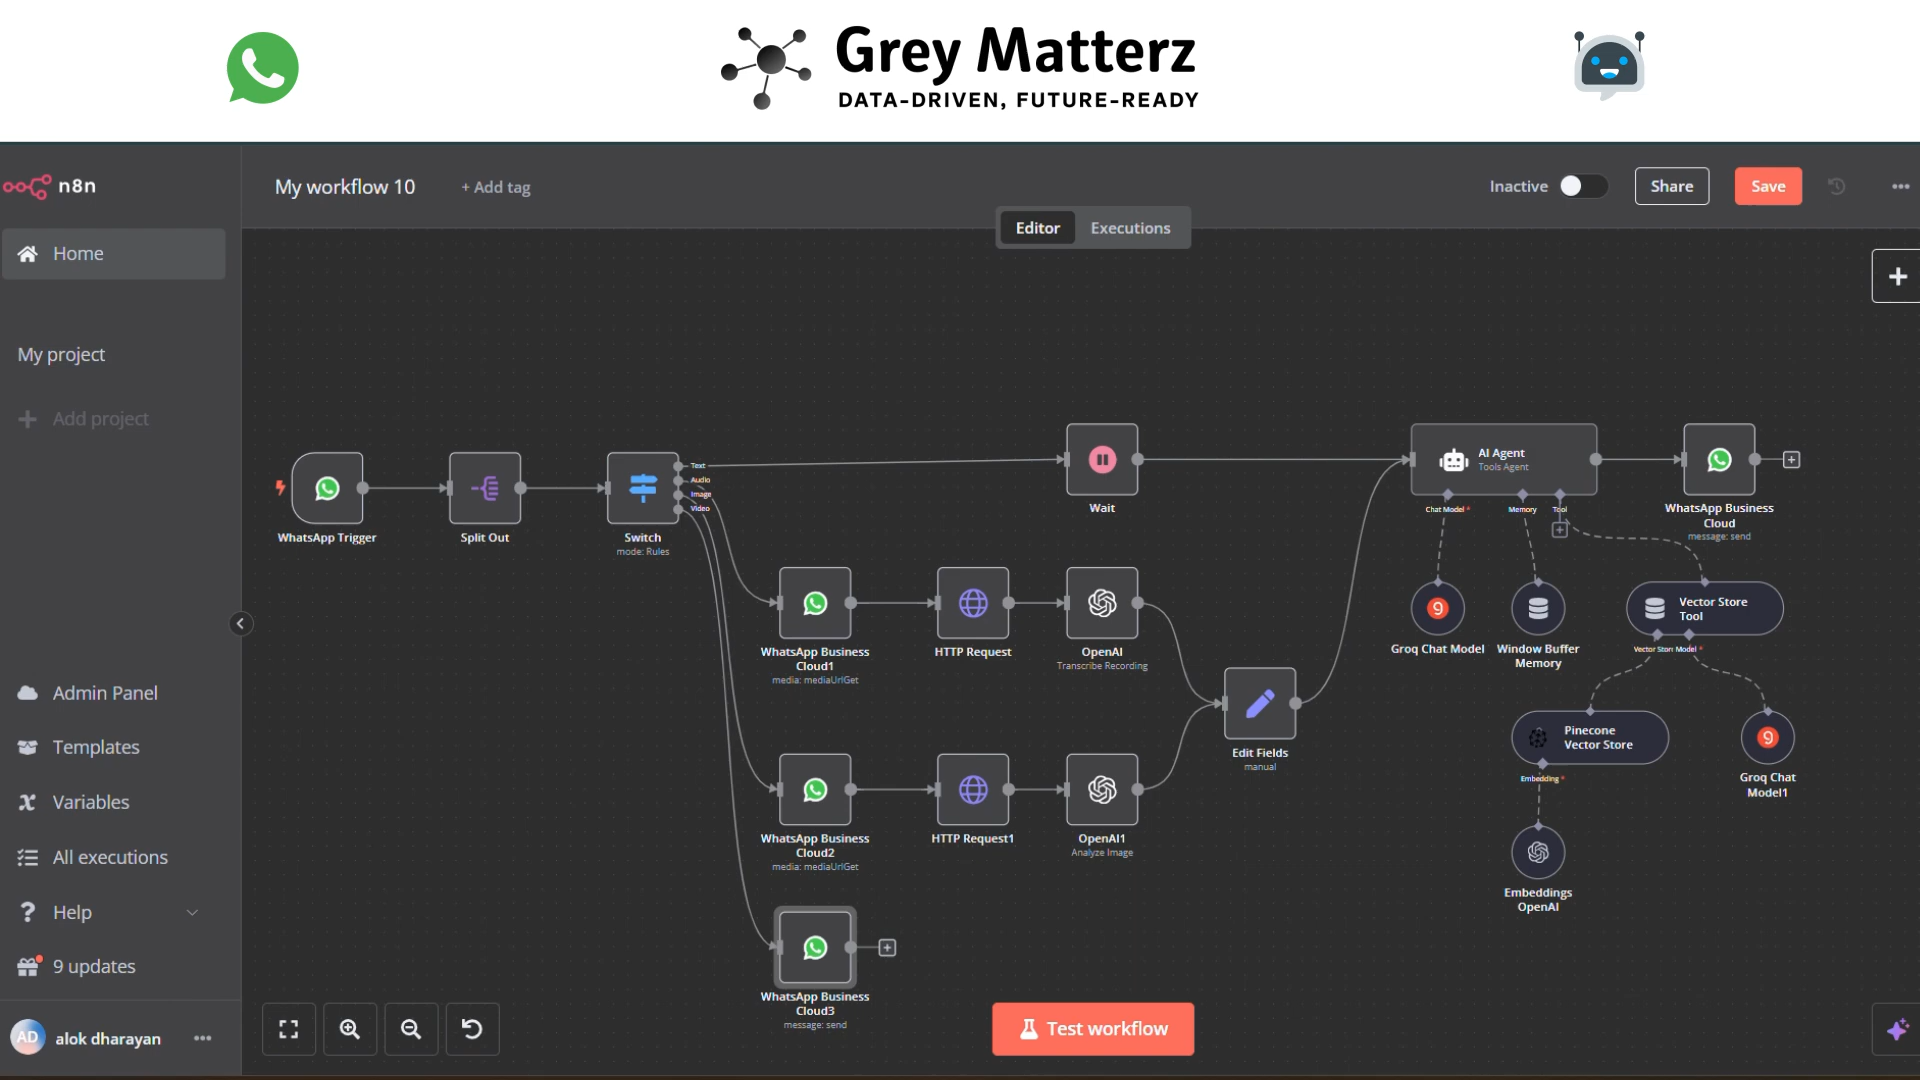 Grey Matterz
DATA-DRIVEN, FUTURE-READY
n8n
My workflow 10
+ Add tag
Inactive
Share
Save
Editor
Executions
Home
My project
Add project
Admin Panel
Templates
Variables
All executions
Help
9 updates
AD
alok dharayan
WhatsApp Trigger
Split Out
Switch
mode: Rules
Text
Audio
Image
Video
Wait
AI Agent
Tools Agent
Chat Model *
Memory
Tool
WhatsApp Business
Cloud
message: send
WhatsApp Business
Cloud1
media: mediaUrlGet
HTTP Request
OpenAI
Transcribe Recording
Groq Chat Model
Window Buffer
Memory
Vector Store
Tool
Vector Stor
Model *
Edit Fields
manual
Pinecone
Vector Store
Embedding *
Groq Chat
Model1
WhatsApp Business
Cloud2
media: mediaUrlGet
HTTP Request1
OpenAI1
Analyze Image
Embeddings
OpenAI
WhatsApp Business
Cloud3
message: send
Test workflow